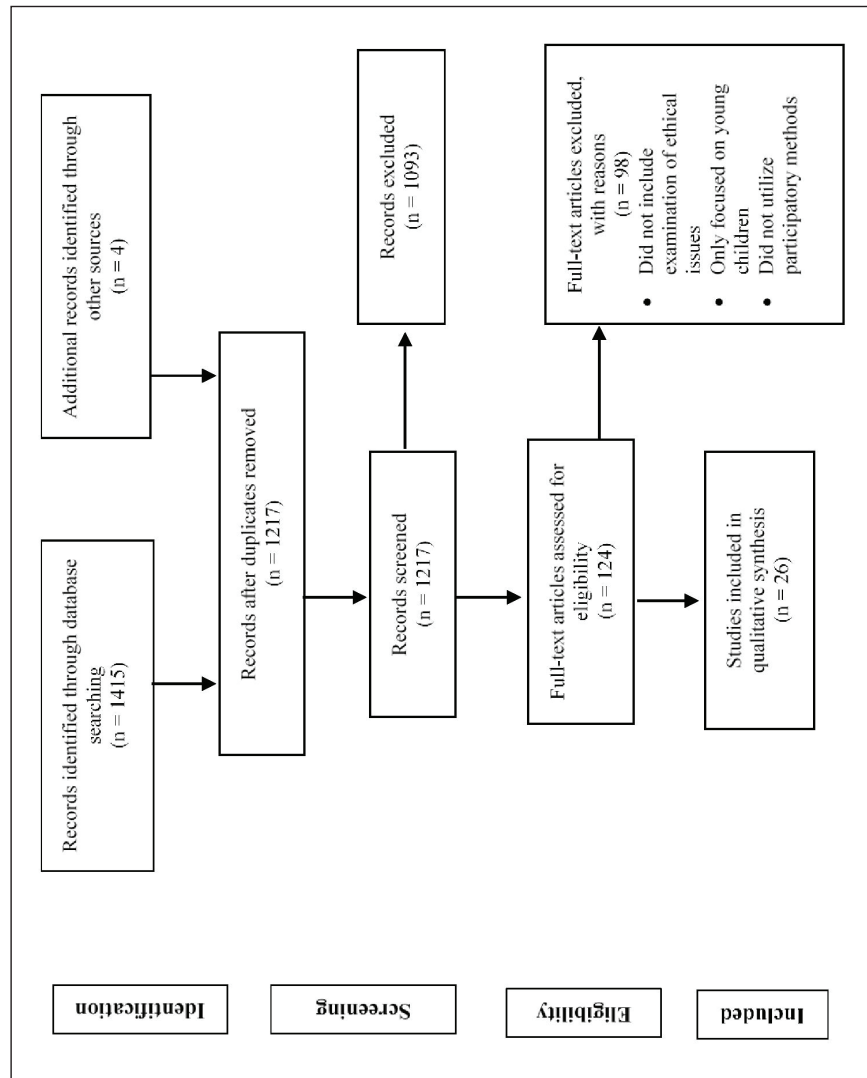 Identification
Screening
Eligibility
Included
Records identified through database
searching
(n = 1415)
Additional records identified through
other sources
(n = 4)
Records after duplicates removed
(n = 1217)
Records screened
(n = 1217)
Records excluded
(n = 1093)
Full-text articles assessed for
eligibility
(n = 124)
Full-text articles excluded,
with reasons
(n = 98)
• Did not include
examination of ethical
issues
• Only focused on young
children
• Did not utilize
participatory methods
Studies included in
qualitative synthesis
(n = 26)